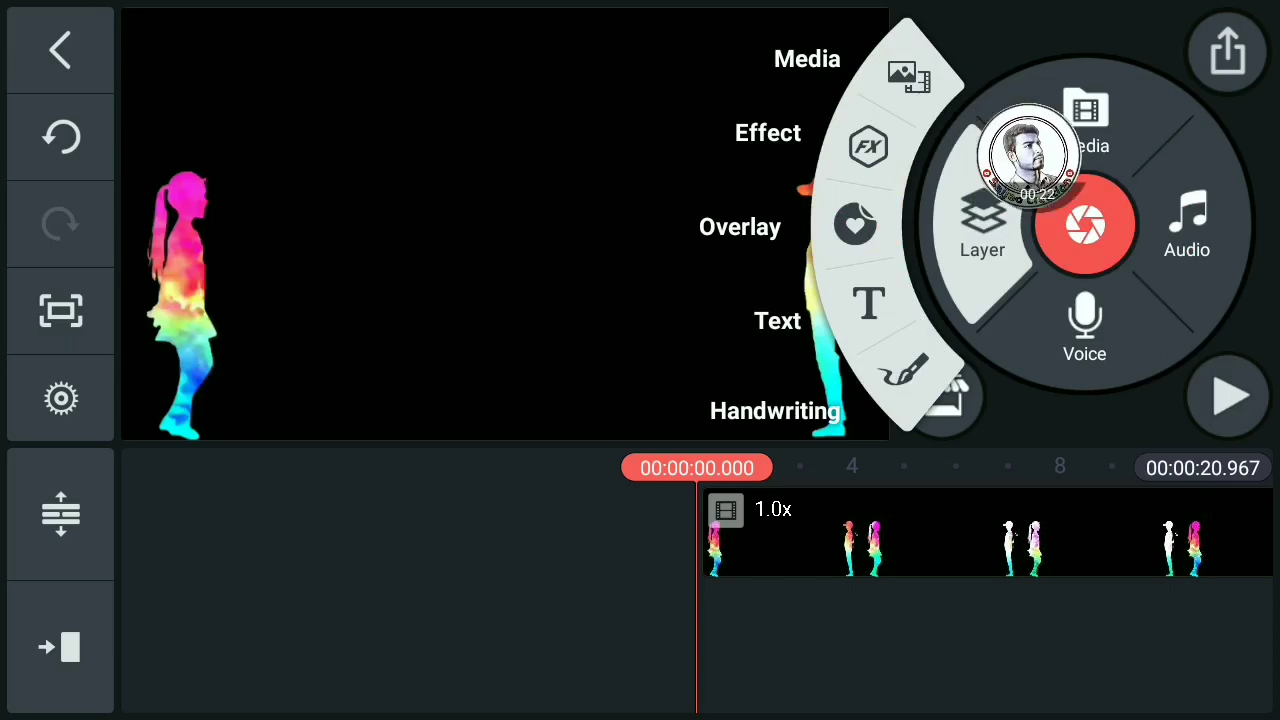 Media
Effect
Overlay
Text
Handwriting
FX
T
edia
Layer
Audio
Voice
00:22
00:00:00.000
4
8
00:00:20.967
1.0x